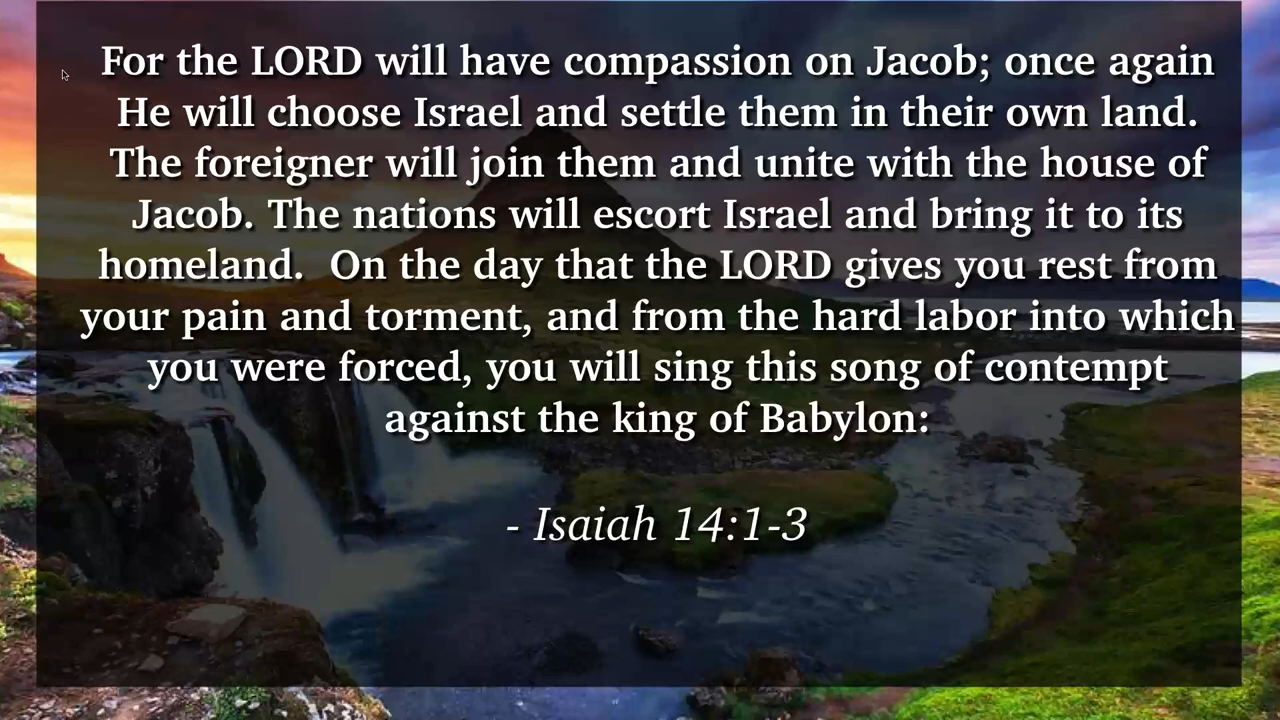 For the LORD will have compassion on Jacob; once again
He will choose Israel and settle them in their own land.
The foreigner will join them and unite with the house of
Jacob. The nations will escort Israel and bring it to its
homeland.  On the day that the LORD gives you rest from
your pain and torment, and from the hard labor into which
you were forced, you will sing this song of contempt
against the king of Babylon:
- Isaiah 14:1-3